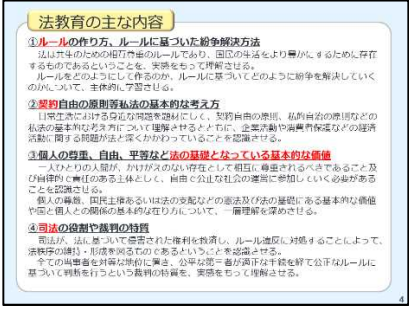 法教育の主な内容
①ルールの作り方、ルールに基づいた紛争解決方法
法は共生のための相互尊重のルールであり、国民の生活をより豊かにするために存在
するものであるということを、実感をもって理解させる。
ルールをどのようにして作るのか、ルールに基づいてどのように紛争を解決していく
のかについて、主体的に学習させる。
②契約自由の原則等私法の基本的な考え方
日常生活における身近な問題を題材にして、契約自由の原則、私的自治の原則などの
私法の基本的な考え方について理解させるとともに、企業活動や消費者保護などの経済
活動に関する問題が法と深くかかわっていることを認識させる。
③個人の尊重、自由、平等など法の基礎となっている基本的な価値
一人ひとりの人間が、かけがえのない存在として相互に尊重されるべきであること及
び自律的で責任のある主体として、自由で公正な社会の運営に参加していく必要がある
ことを認識させる。
個人の尊厳、国民主権あるいは法の支配などの憲法及び法の基礎にある基本的な価値
や国と個人との関係の基本的な在り方について、一層理解を深めさせる。
④司法の役割や裁判の特質
司法が、法に基づいて侵害された権利を救済し、ルール違反に対処することによって、
法秩序の維持・形成を図るものであるということを認識させる。
全ての当事者を対等な地位に置き、公平な第三者が適正な手続を経て公正なルールに
基づいて判断を行うという裁判の特質を、実感をもって理解させる。
4